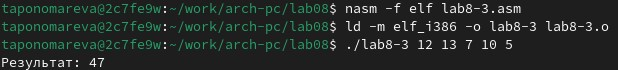 taponomareva@2c7fe9w:~/work/arch-pc/lab08$ nasm -f elf lab8-3.asm
taponomareva@2c7fe9w:~/work/arch-pc/lab08$ ld -m elf_i386 -o lab8-3 lab8-3.o
taponomareva@2c7fe9w:~/work/arch-pc/lab08$ ./lab8-3 12 13 7 10 5
Результат: 47